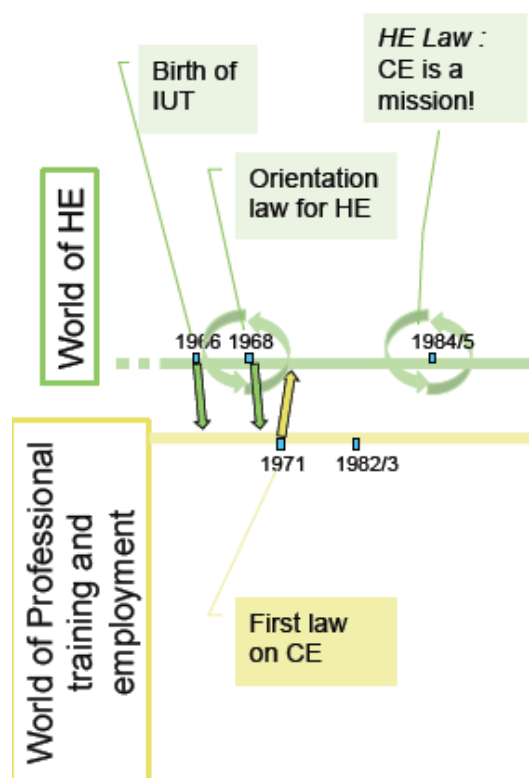 HE Law :
CE is a
mission!
Birth of
IUT
Orientation
law for HE
World of HE
1966
1968
1984/5
1971
1982/3
World of Professional
training and
employment
First law
on CE